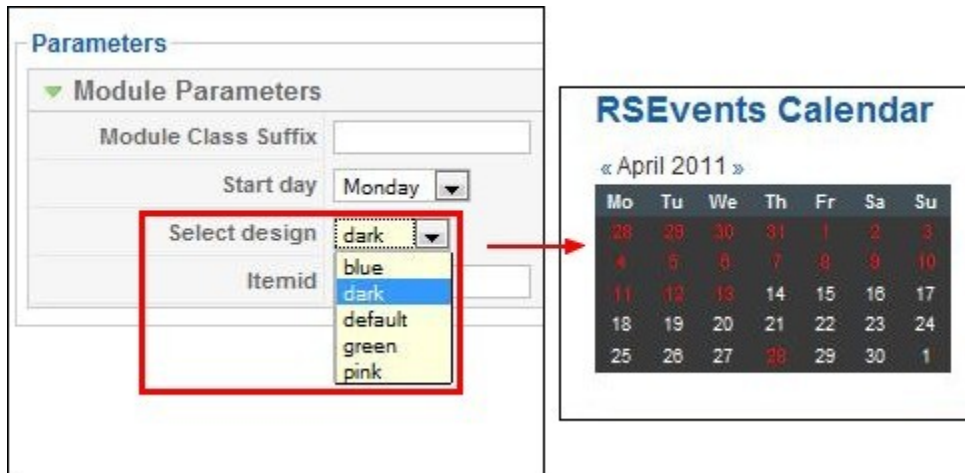 Parameters
Module Parameters
Module Class Suffix
Start day Monday
Select design dark
blue
dark
default
green
pink
Itemid
RSEvents Calendar
« April 2011 »
Mo Tu We Th Fr Sa Su
28 29 30 31 1 2 3
4 5 6 7 8 9 10
11 12 13 14 15 16 17
18 19 20 21 22 23 24
25 26 27 28 29 30 1